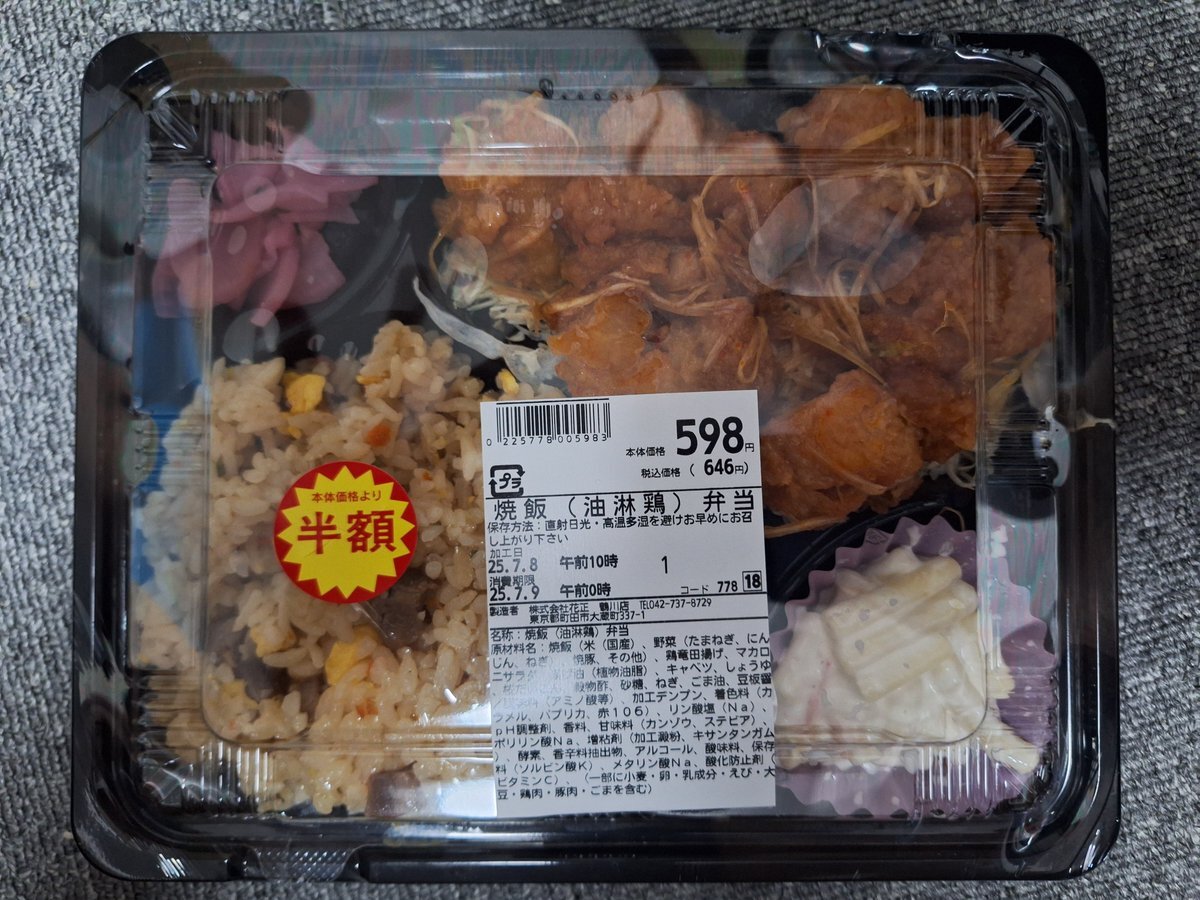 0 225778 005983
本体価格 598円
税込価格 ( 646円)
プラ
焼飯（油淋鶏）弁当
保存方法：直射日光・高温多湿を避けお早めにお召
し上がり下さい
加工日
25.7.8 午前10時 1
消費期限
25.7.9 午前0時 コード 778 18
製造者 株式会社花正 鶴川店 TEL042-737-8729
東京都町田市大蔵町337-1
名称：焼飯（油淋鶏）弁当
原材料名：焼飯（米（国産）、野菜（たまねぎ、にん
じん、ねぎ）、焼豚、その他）、鶏竜田揚げ、マカロ
ニサラダ、揚げ油（植物油脂）、キャベツ、しょうゆ
穀物酢、砂糖、ねぎ、ごま油、豆板醤
（アミノ酸等）、加工デンプン、着色料（カ
ラメル、パプリカ、赤106）、リン酸塩（Na）、
pH調整剤、香料、甘味料（カンゾウ、ステビア）、
ポリリン酸Na、増粘剤（加工澱粉、キサンタンガム
）、酵素、香辛料抽出物、アルコール、酸味料、保存
料（ソルビン酸K）、メタリン酸Na、酸化防止剤（
ビタミンC）、（一部に小麦・卵・乳成分・えび・大
豆・鶏肉・豚肉・ごまを含む）
本体価格より
半額